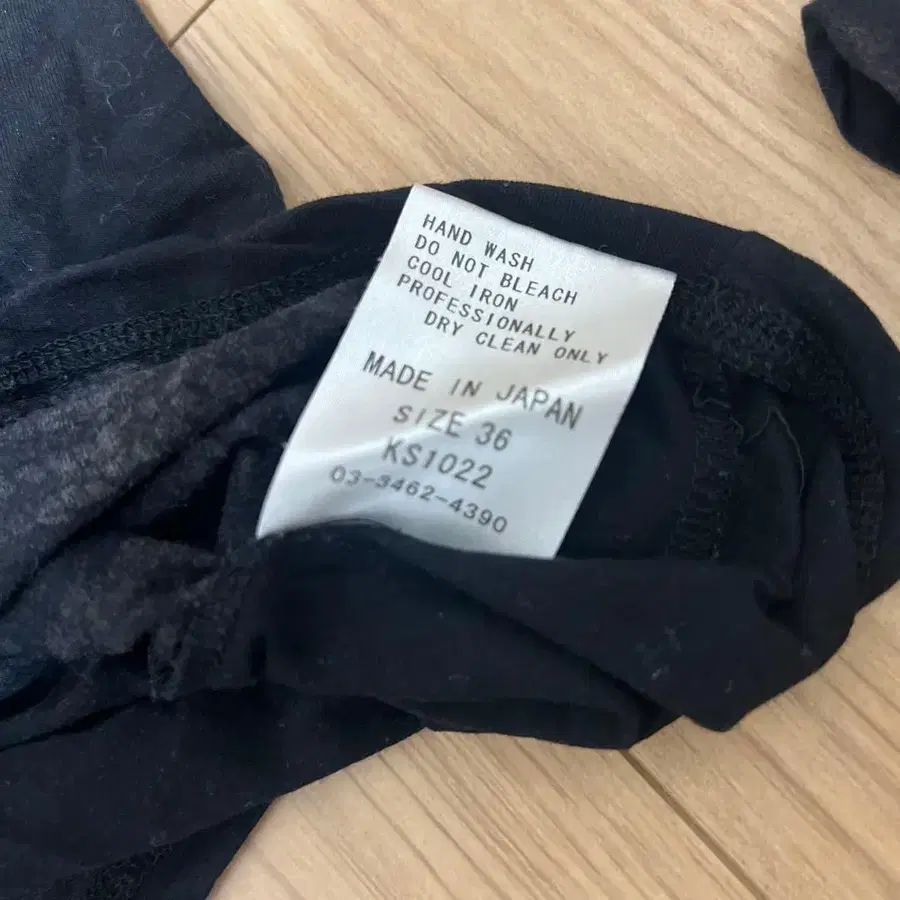 HAND WASH
DO NOT BLEACH
COOL IRON
PROFESSIONALLY
DRY CLEAN ONLY
MADE IN JAPAN
SIZE 36
KS1022
03-3462-4390